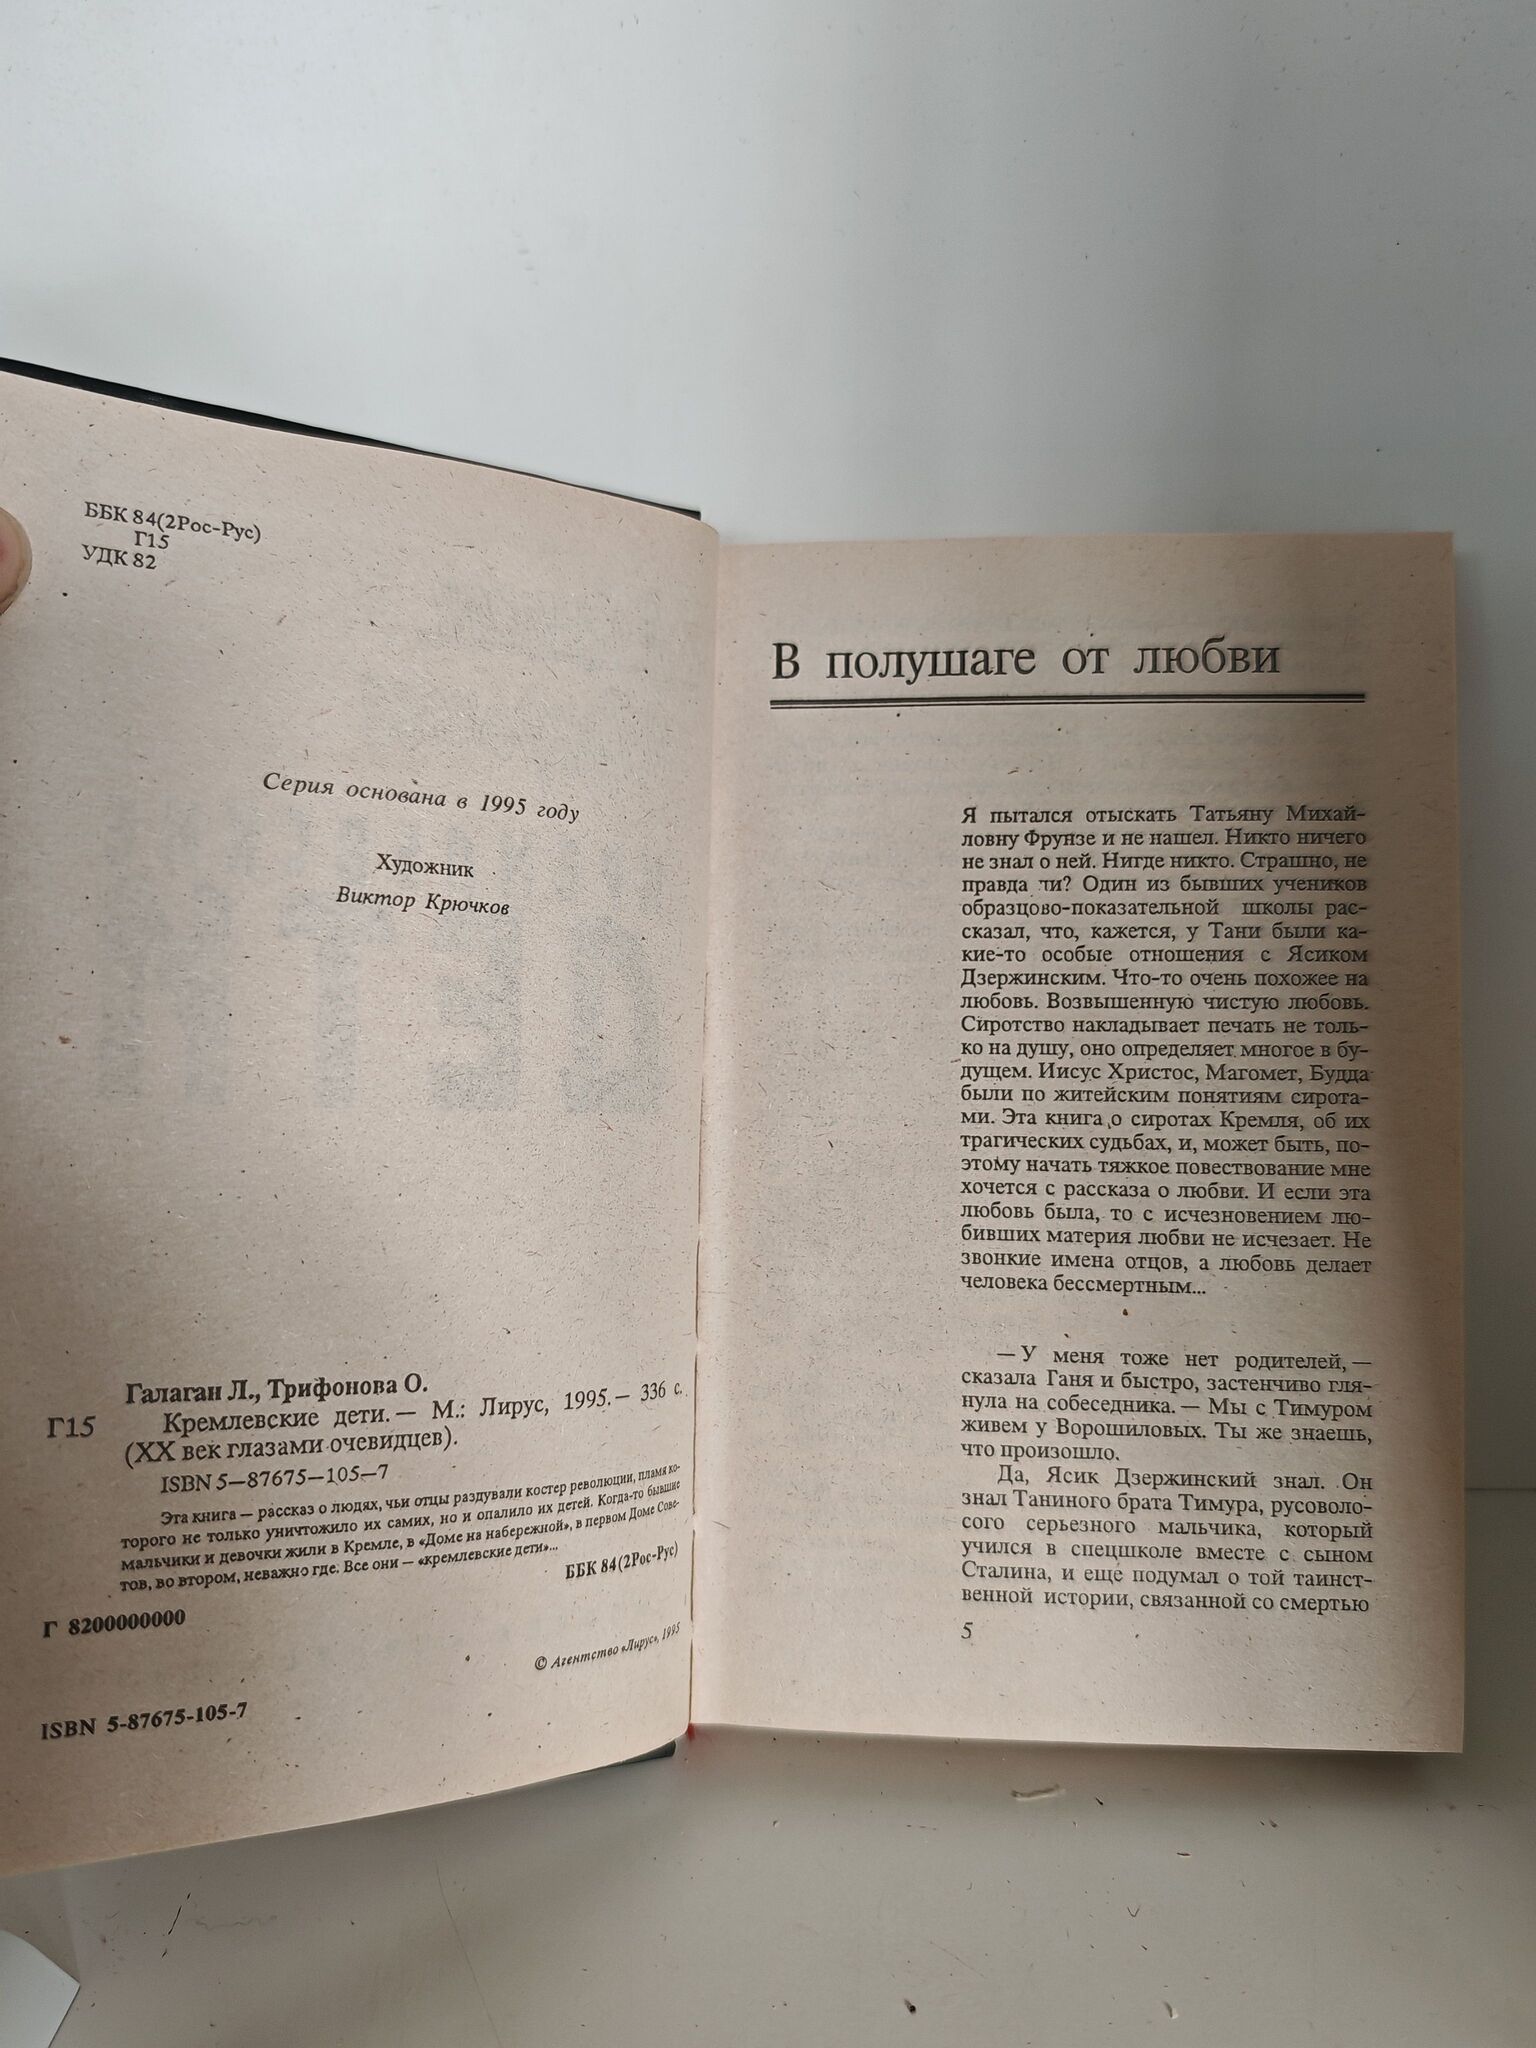 ББК 84(2Рос-Рус)
Г15
УДК 82
Серия основана в 1995 году
Художник
Виктор Крючков
Галаган Л., Трифонова О.
Г15 Кремлевские дети. — М.: Лирус, 1995. — 336 с.
(XX век глазами очевидцев).
ISBN 5—87675—105—7
Эта книга — рассказ о людях, чьи отцы раздували костер революции, пламя ко-
торого не только уничтожило их самих, но и опалило их детей. Когда-то бывшие
мальчики и девочки жили в Кремле, в «Доме на набережной», в первом Доме Сове-
тов, во втором, неважно где. Все они — «кремлевские дети»...
ББК 84(2Рос-Рус)
Г 8200000000
© Агентство «Лирус», 1995
ISBN 5-87675-105-7
В полушаге от любви
Я пытался отыскать Татьяну Михай-
ловну Фрунзе и не нашел. Никто ничего
не знал о ней. Нигде никто. Страшно, не
правда ли? Один из бывших учеников
образцово-показательной школы рас-
сказал, что, кажется, у Тани были ка-
кие-то особые отношения с Ясиком
Дзержинским. Что-то очень похожее на
любовь. Возвышенную чистую любовь.
Сиротство накладывает печать не толь-
ко на душу, оно определяет многое в бу-
дущем. Иисус Христос, Магомет, Будда
были по житейским понятиям сирота-
ми. Эта книга о сиротах Кремля, об их
трагических судьбах, и, может быть, по-
этому начать тяжкое повествование мне
хочется с рассказа о любви. И если эта
любовь была, то с исчезновением лю-
бивших материя любви не исчезает. Не
звонкие имена отцов, а любовь делает
человека бессмертным...
— У меня тоже нет родителей, —
сказала Ганя и быстро, застенчиво гля-
нула на собеседника. — Мы с Тимуром
живем у Ворошиловых. Ты же знаешь,
что произошло.
Да, Ясик Дзержинский знал. Он
знал Таниного брата Тимура, русоволо-
сого серьезного мальчика, который
учился в спецшколе вместе с сыном
Сталина, и еще подумал о той таинст-
венной истории, связанной со смертью
5